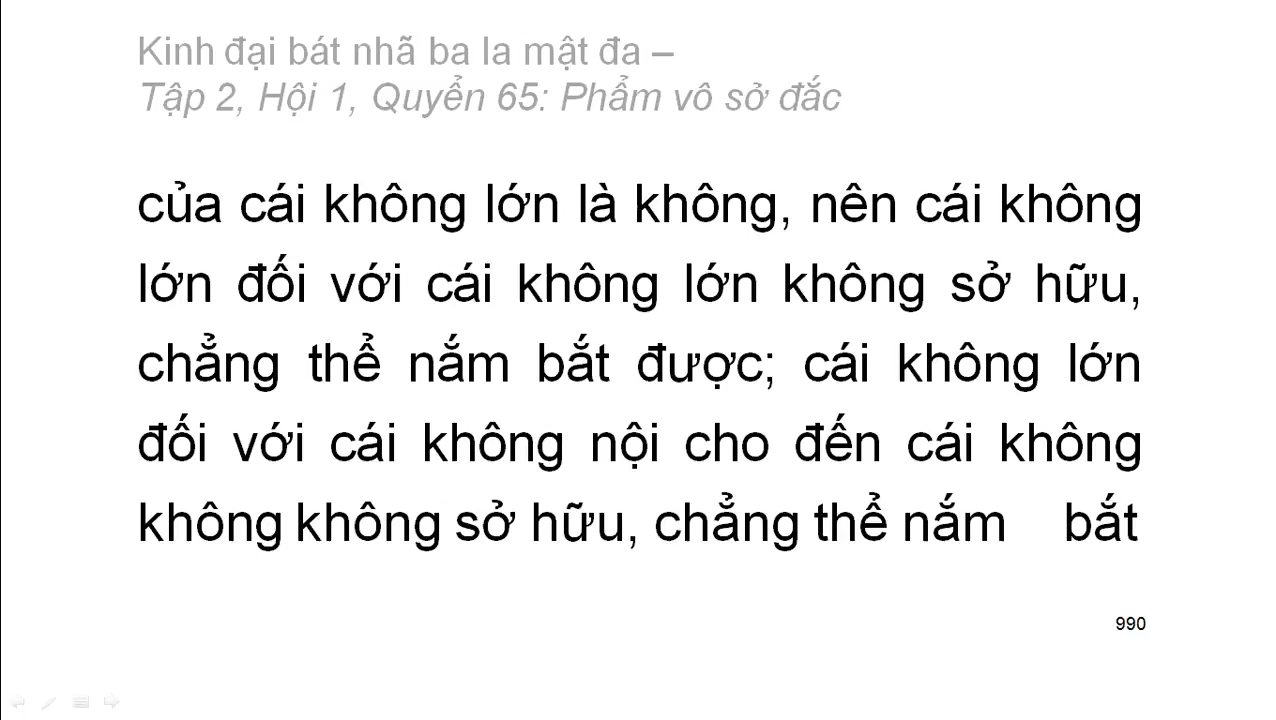 Kinh đại bát nhã ba la mật đa –
Tập 2, Hội 1, Quyển 65: Phẩm vô sở đắc
của cái không lớn là không, nên cái không
lớn đối với cái không lớn không sở hữu,
chẳng thể nắm bắt được; cái không lớn
đối với cái không nội cho đến cái không
không không sở hữu, chẳng thể nắm bắt
990